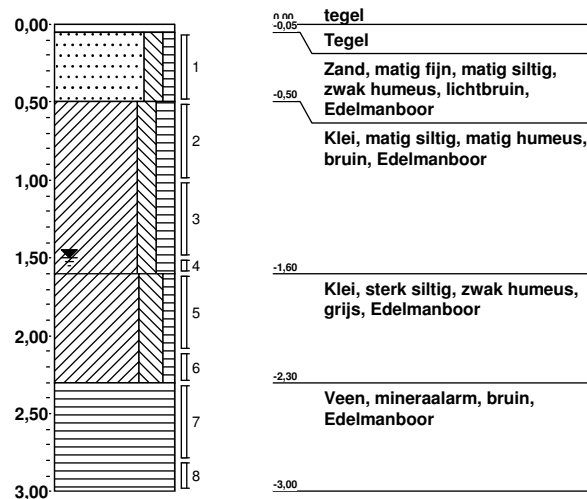 0,00
0,50
1,00
1,50
2,00
2,50
3,00
1
2
3
4
5
6
7
8
0,00
tegel
-0,05
Tegel
Zand, matig fijn, matig siltig,
zwak humeus, lichtbruin,
Edelmanboor
-0,50
Klei, matig siltig, matig humeus,
bruin, Edelmanboor
-1,60
Klei, sterk siltig, zwak humeus,
grijs, Edelmanboor
-2,30
Veen, mineraalarm, bruin,
Edelmanboor
-3,00